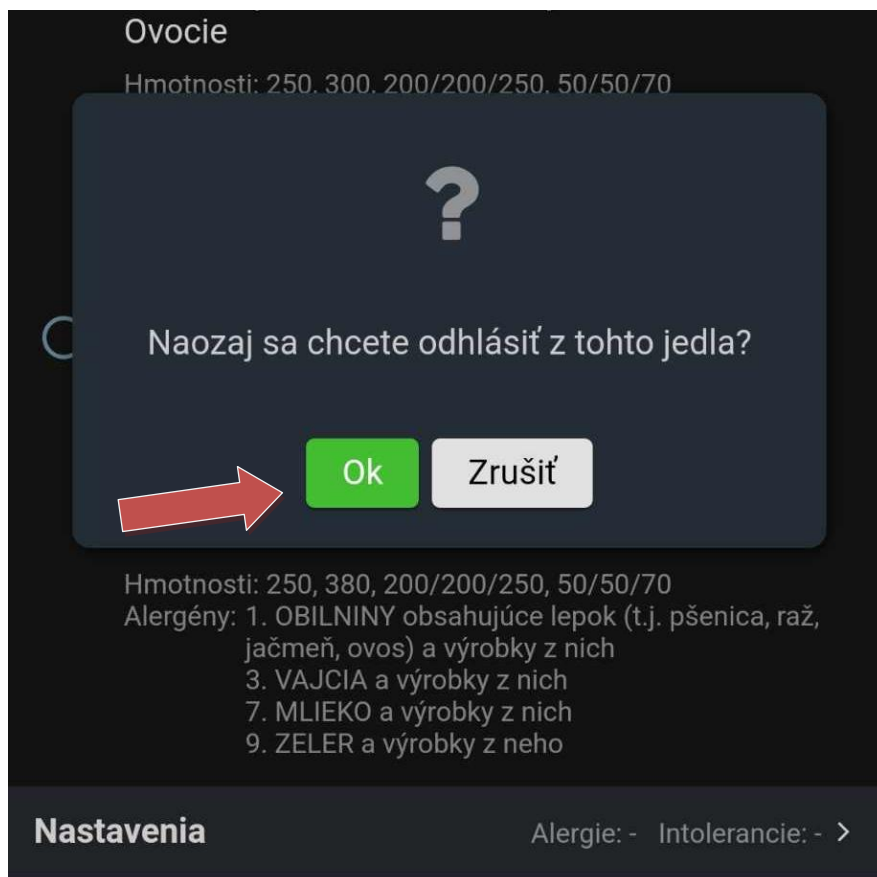 Ovocie
Hmotnosti: 250, 300, 200/200/250, 50/50/70
?
Naozaj sa chcete odhlásiť z tohto jedla?
Ok
Zrušiť
Hmotnosti: 250, 380, 200/200/250, 50/50/70
Alergény: 1. OBILNINY obsahujúce lepok (t.j. pšenica, raž,
jačmeň, ovos) a výrobky z nich
3. VAJCIA a výrobky z nich
7. MLIEKO a výrobky z nich
9. ZELER a výrobky z neho
Nastavenia Alergie: - Intolerancie: - >